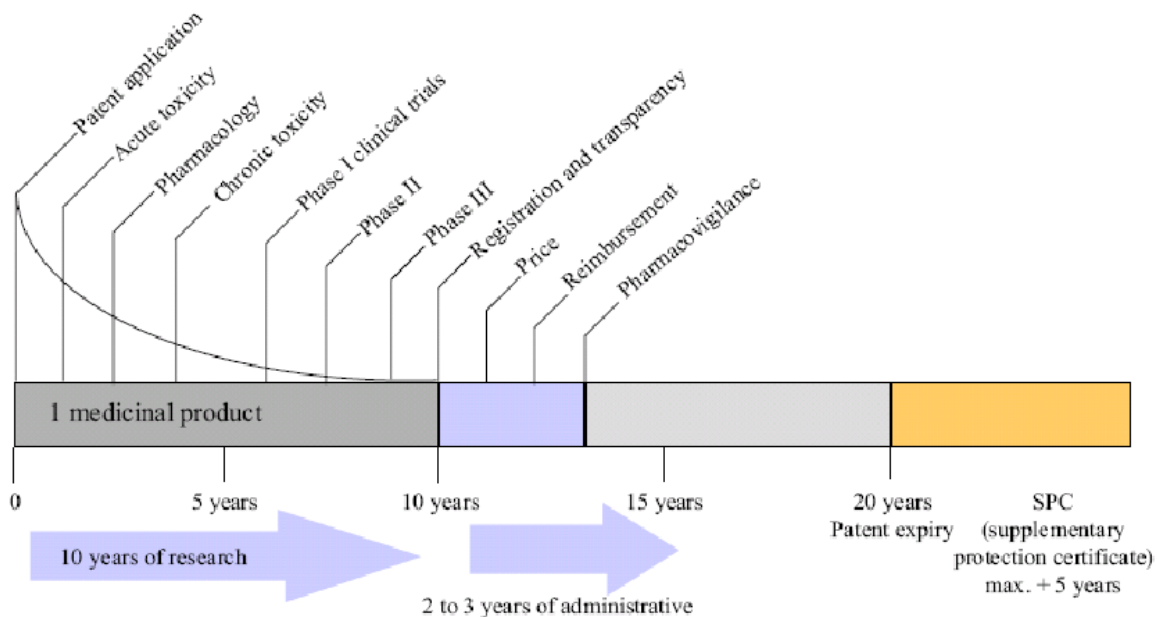 Patent application
Acute toxicity
Pharmacology
Chronic toxicity
Phase I clinical trials
Phase II
Phase III
Registration and transparency
Price
Reimbursement
Pharmacovigilance
1 medicinal product
0
5 years
10 years
15 years
20 years
Patent expiry
SPC
(supplementary
protection certificate)
max. + 5 years
10 years of research
2 to 3 years of administrative